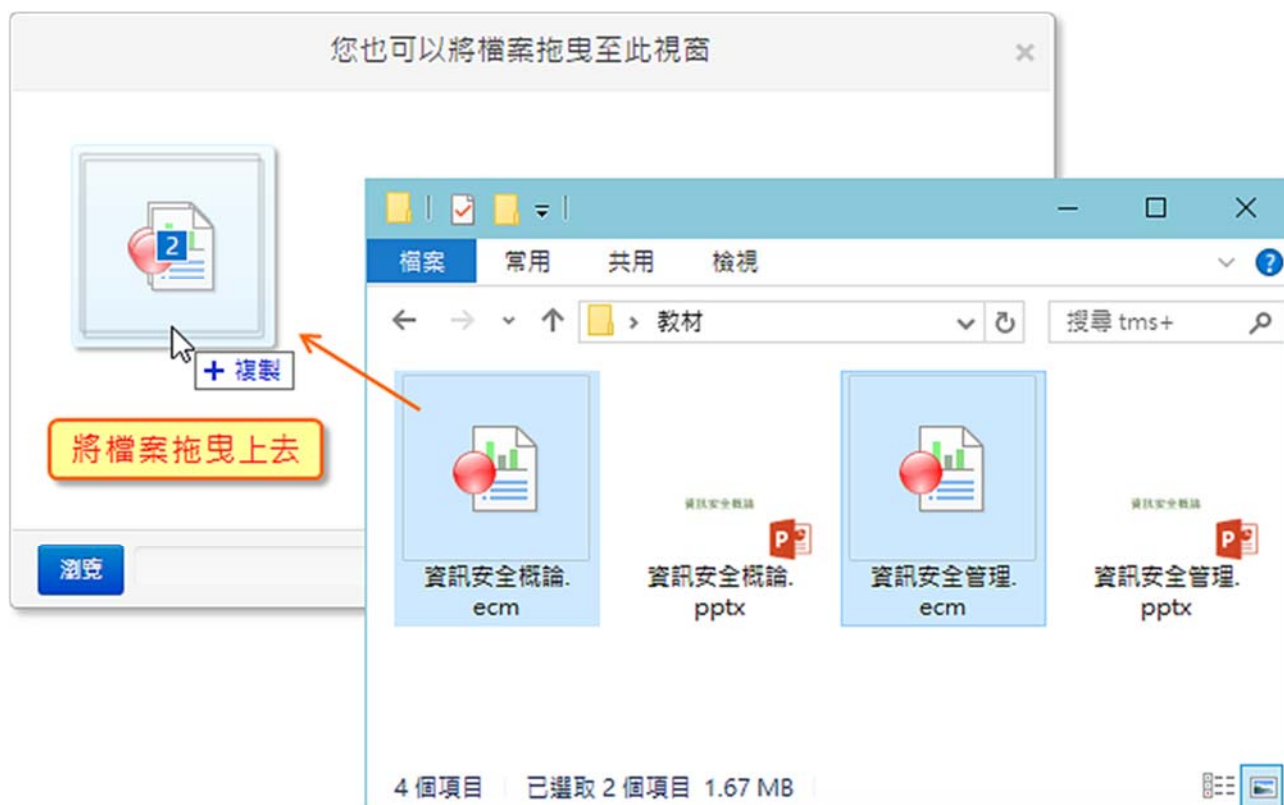 您也可以將檔案拖曳至此視窗
×
2
+ 複製
將檔案拖曳上去
瀏覽
檔案 常用 共用 檢視
?
教材
搜尋 tms+
資訊安全概論
P
資訊安全概論
P
資訊安全概論.
ecm
資訊安全概論.
pptx
資訊安全管理.
ecm
資訊安全管理.
pptx
4 個項目 已選取 2 個項目 1.67 MB